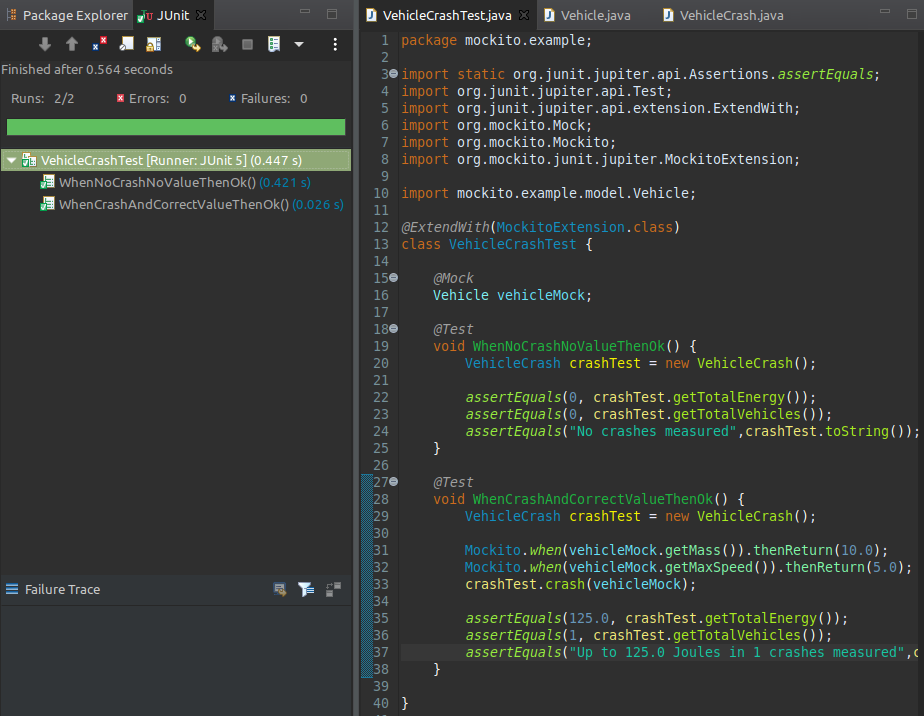 Package Explorer
JUnit
Finished after 0.564 seconds
Runs: 2/2
Errors: 0
Failures: 0
VehicleCrashTest [Runner: JUnit 5] (0.447 s)
WhenNoCrashNoValueThenOk() (0.421 s)
WhenCrashAndCorrectValueThenOk() (0.026 s)
Failure Trace
VehicleCrashTest.java
Vehicle.java
VehicleCrash.java
1 package mockito.example;
2
3 import static org.junit.jupiter.api.Assertions.assertEquals;
4 import org.junit.jupiter.api.Test;
5 import org.junit.jupiter.api.extension.ExtendWith;
6 import org.mockito.Mock;
7 import org.mockito.Mockito;
8 import org.mockito.junit.jupiter.MockitoExtension;
9
10 import mockito.example.model.Vehicle;
11
12 @ExtendWith(MockitoExtension.class)
13 class VehicleCrashTest {
14
15 @Mock
16 Vehicle vehicleMock;
17
18 @Test
19 void WhenNoCrashNoValueThenOk() {
20 VehicleCrash crashTest = new VehicleCrash();
21
22 assertEquals(0, crashTest.getTotalEnergy());
23 assertEquals(0, crashTest.getTotalVehicles());
24 assertEquals("No crashes measured",crashTest.toString());
25 }
26
27 @Test
28 void WhenCrashAndCorrectValueThenOk() {
29 VehicleCrash crashTest = new VehicleCrash();
30
31 Mockito.when(vehicleMock.getMass()).thenReturn(10.0);
32 Mockito.when(vehicleMock.getMaxSpeed()).thenReturn(5.0);
33 crashTest.crash(vehicleMock);
34
35 assertEquals(125.0, crashTest.getTotalEnergy());
36 assertEquals(1, crashTest.getTotalVehicles());
37 assertEquals("Up to 125.0 Joules in 1 crashes measured",c
38 }
39
40 }